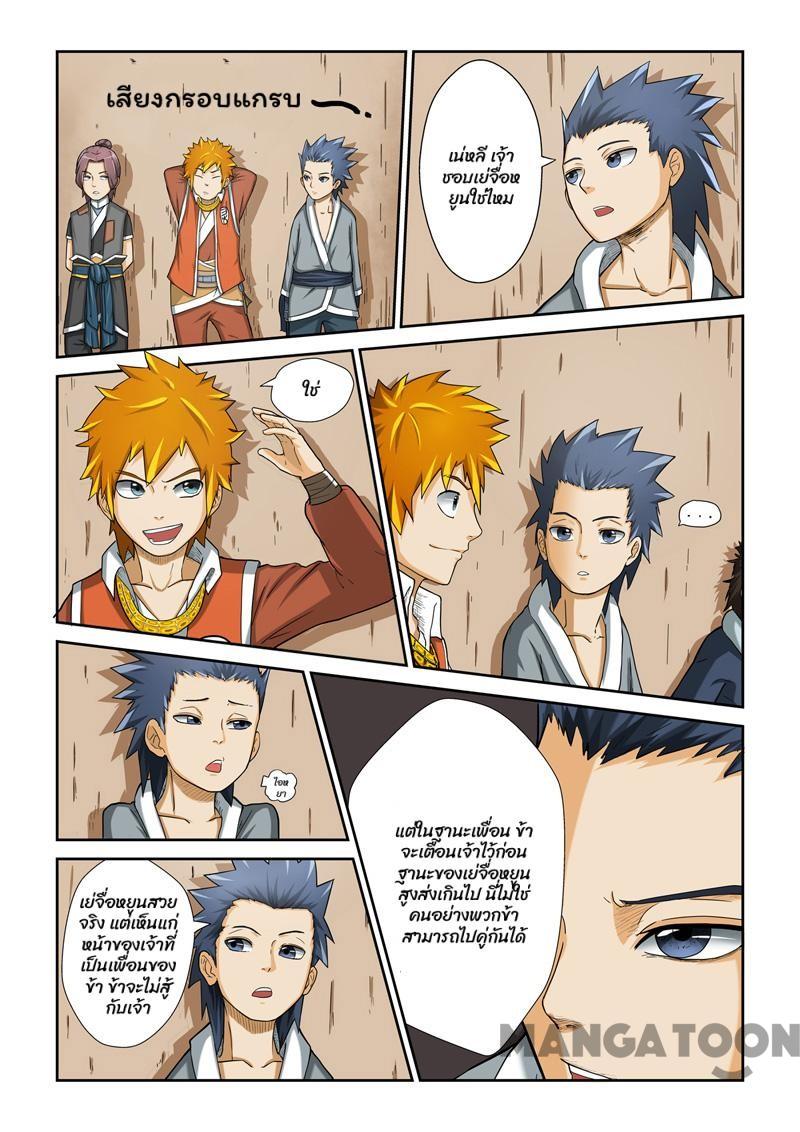 เสียงกรอบแกรบ
เน่หลี เจ้า
ชอบเย่จื่อห
ยูนใช่ไหม
ใช่
....
ไอห
ยา
เย่จื่อหยุนสวย
จริง แต่เห็นแก่
หน้าของเจ้าที่
เป็นเพื่อนของ
ข้า ข้าจะไม่สู้
กับเจ้า
แต่ในฐานะเพื่อน ข้า
จะเตือนเจ้าไว้ก่อน
ฐานะของเย่จื่อหยุน
สูงส่งเกินไป นี่ไม่ใช่
คนอย่างพวกข้า
สามารถไปคู่กันได้
MANGATOON